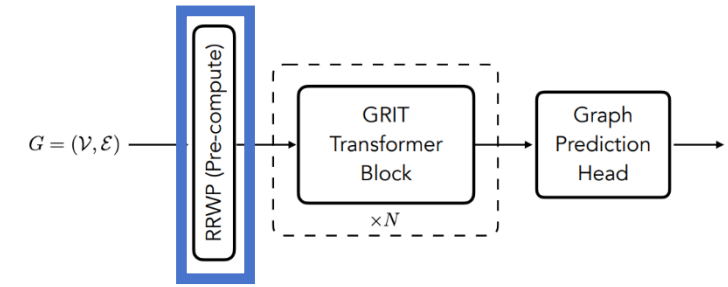 G = (𝒱, ℰ)
RRWP (Pre-compute)
GRIT
Transformer
Block
×N
Graph
Prediction
Head